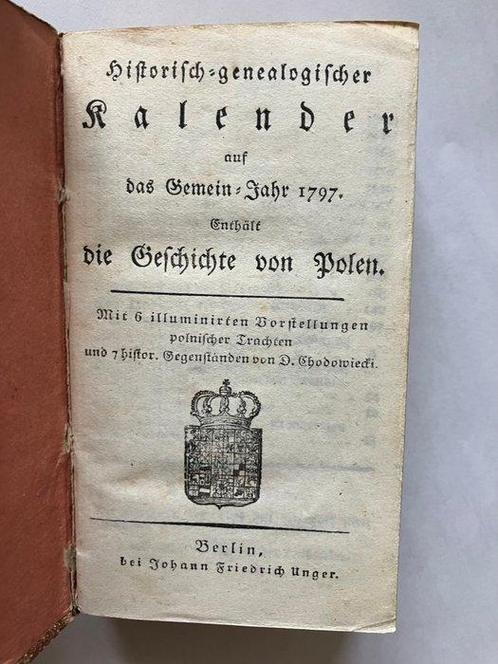 Historisch-genealogischer
Kalender
auf
das Gemein-Jahr 1797.
Enthält
die Geschichte von Polen.
Mit 6 illuminirten Vorstellungen
polnischer Trachten
und 7 histor. Gegenständen von D. Chodowiecki.
Berlin,
bei Johann Friedrich Unger.